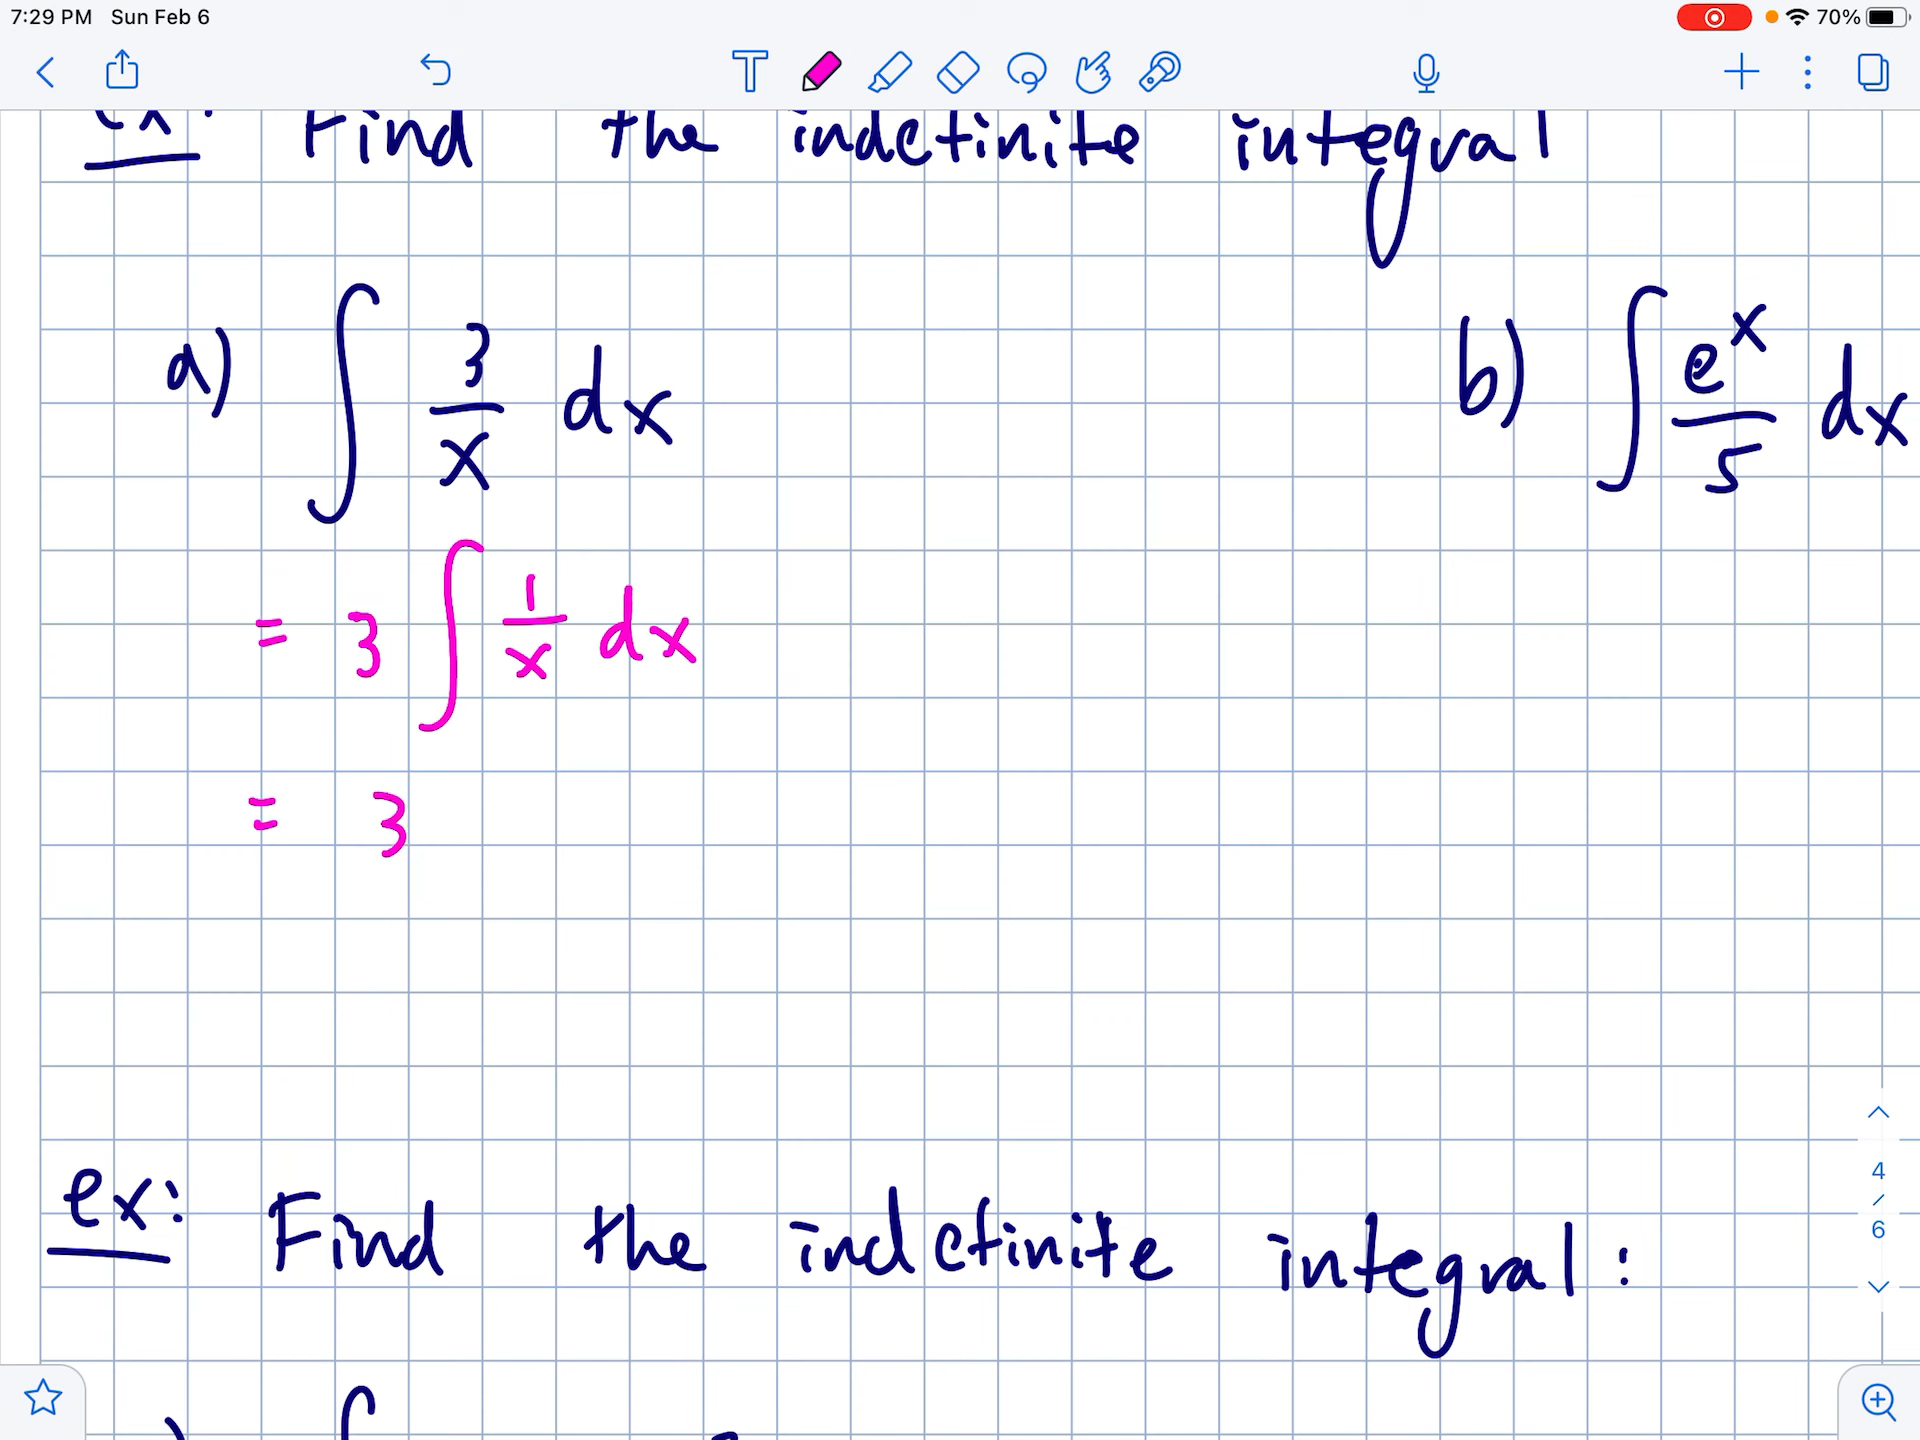 7:29 PM Sun Feb 6
70%
T
ex: Find the indefinite integral
a) ∫ 3/x dx
b) ∫ e^x/5 dx
= 3 ∫ 1/x dx
= 3
4
/
6
ex: Find the indefinite integral: